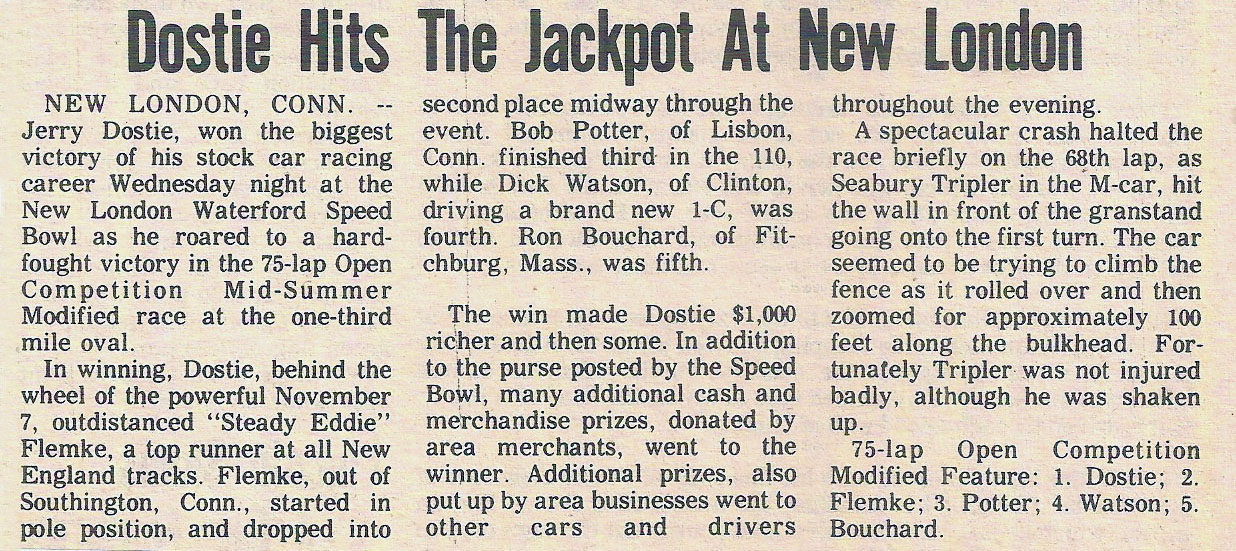 Dostie Hits The Jackpot At New London
NEW LONDON, CONN. --
Jerry Dostie, won the biggest
victory of his stock car racing
career Wednesday night at the
New London Waterford Speed
Bowl as he roared to a hard-
fought victory in the 75-lap Open
Competition Mid-Summer
Modified race at the one-third
mile oval.
In winning, Dostie, behind the
wheel of the powerful November
7, outdistanced "Steady Eddie"
Flemke, a top runner at all New
England tracks. Flemke, out of
Southington, Conn., started in
pole position, and dropped into
second place midway through the
event. Bob Potter, of Lisbon,
Conn. finished third in the 110,
while Dick Watson, of Clinton,
driving a brand new 1-C, was
fourth. Ron Bouchard, of Fit-
chburg, Mass., was fifth.
The win made Dostie $1,000
richer and then some. In addition
to the purse posted by the Speed
Bowl, many additional cash and
merchandise prizes, donated by
area merchants, went to the
winner. Additional prizes, also
put up by area businesses went to
other cars and drivers
throughout the evening.
A spectacular crash halted the
race briefly on the 68th lap, as
Seabury Tripler in the M-car, hit
the wall in front of the granstand
going onto the first turn. The car
seemed to be trying to climb the
fence as it rolled over and then
zoomed for approximately 100
feet along the bulkhead. For-
tunately Tripler was not injured
badly, although he was shaken
up.
75-lap Open Competition
Modified Feature: 1. Dostie; 2.
Flemke; 3. Potter; 4. Watson; 5.
Bouchard.